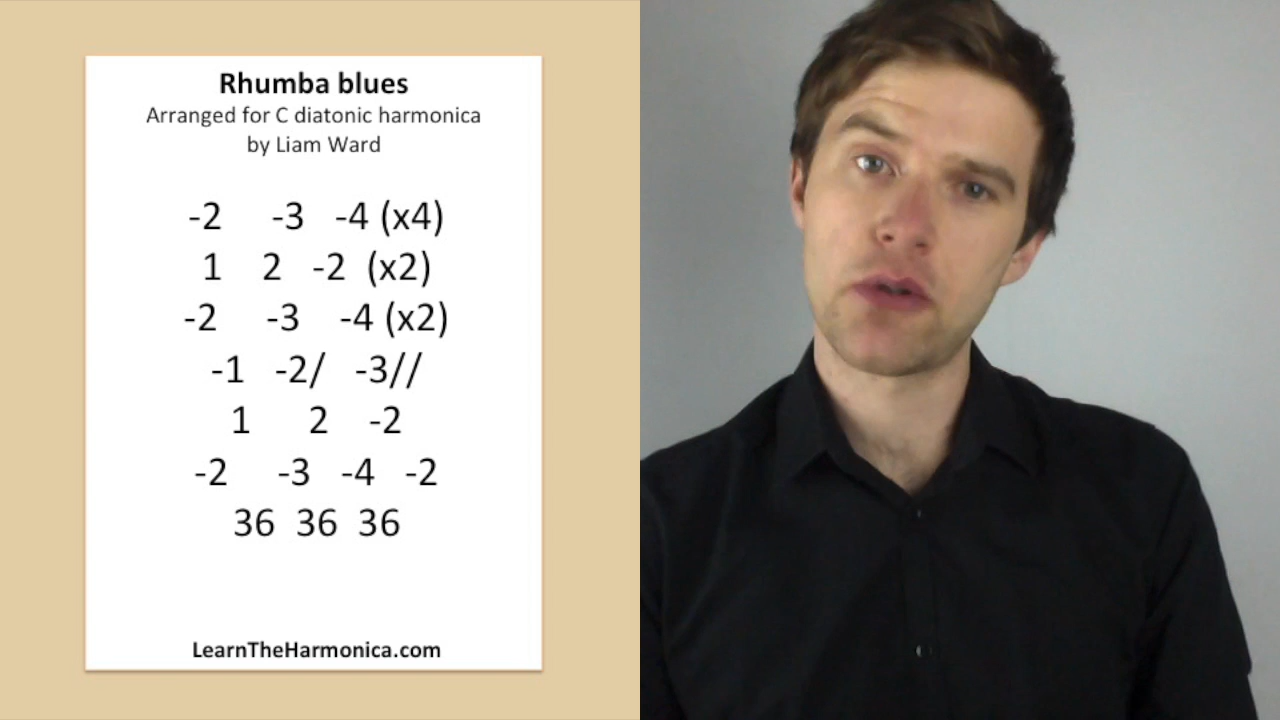 Rhumba blues
Arranged for C diatonic harmonica
by Liam Ward
-2 -3 -4 (x4)
1 2 -2 (x2)
-2 -3 -4 (x2)
-1 -2/ -3//
1 2 -2
-2 -3 -4 -2
36 36 36
LearnTheHarmonica.com